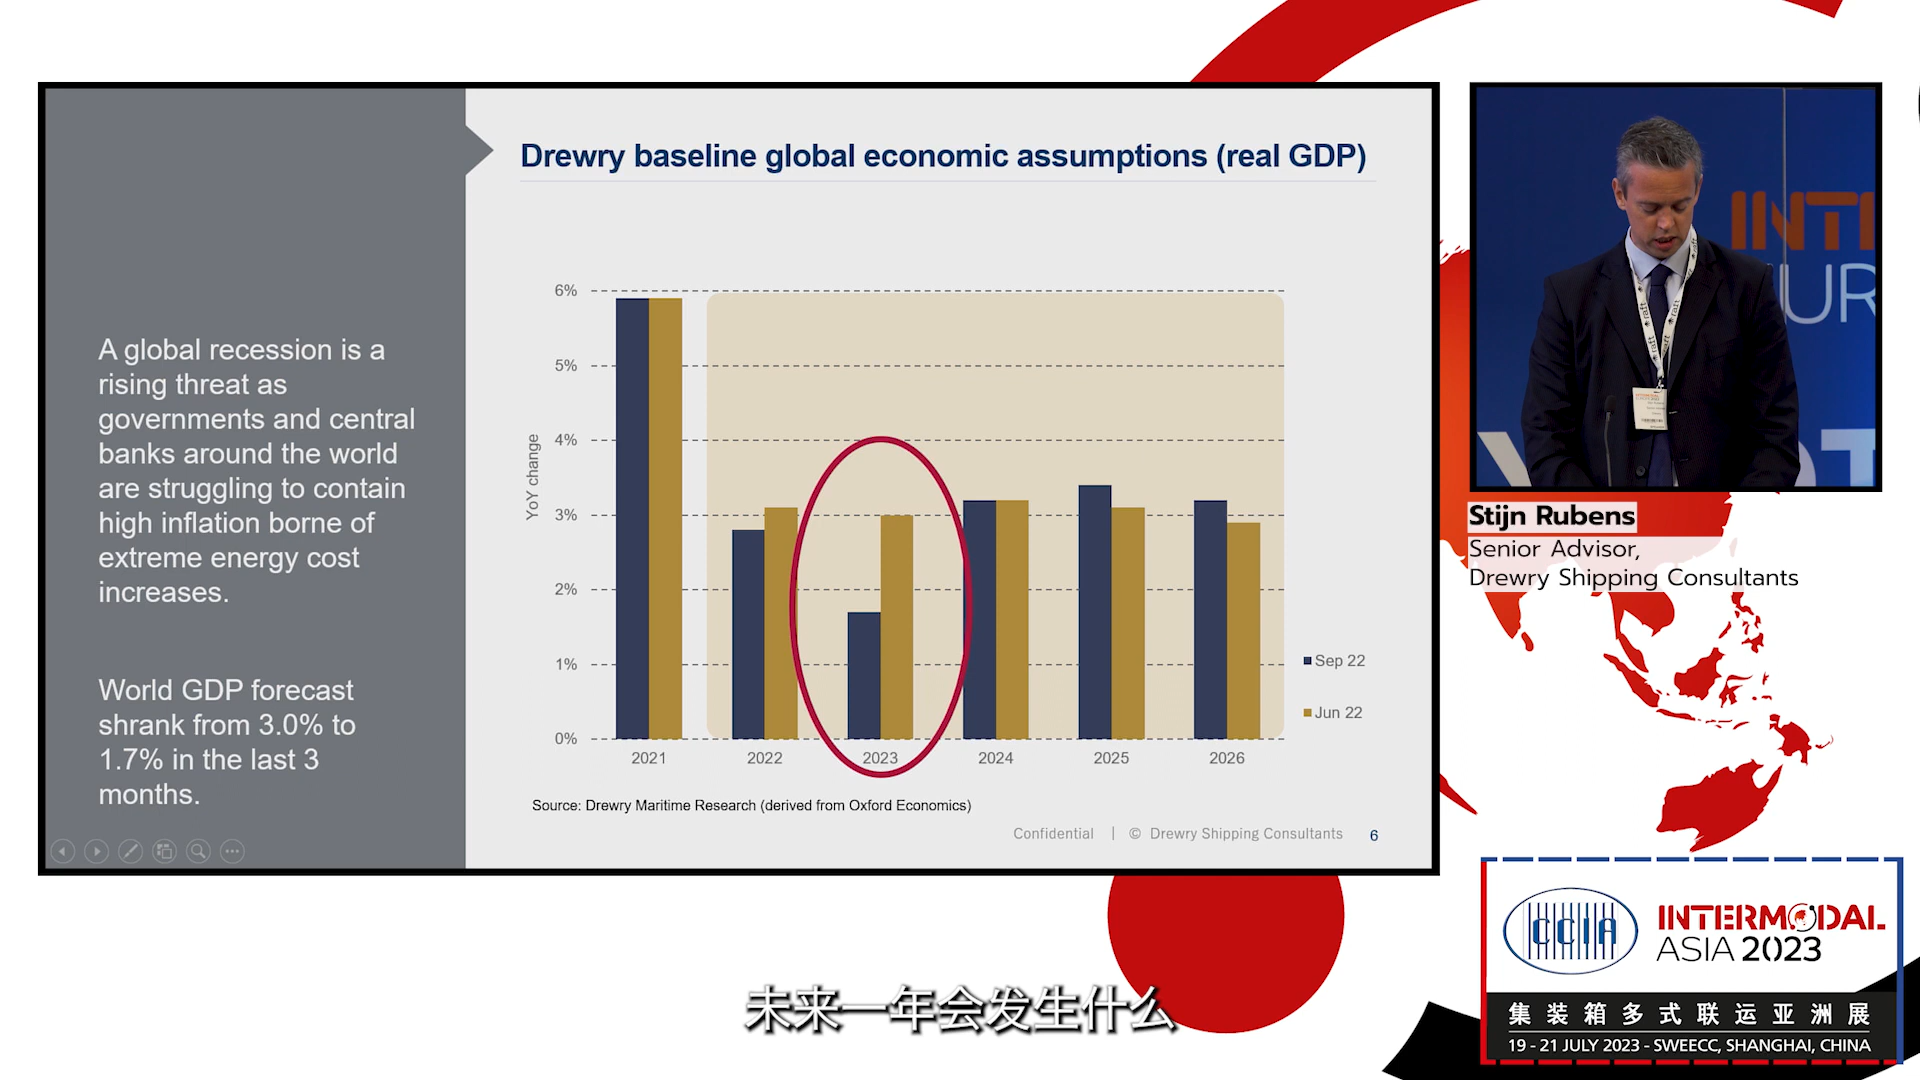 Drewry baseline global economic assumptions (real GDP)
A global recession is a
rising threat as
governments and central
banks around the world
are struggling to contain
high inflation borne of
extreme energy cost
increases.
World GDP forecast
shrank from 3.0% to
1.7% in the last 3
months.
YoY change
6%
5%
4%
3%
2%
1%
0%
2021 2022 2023 2024 2025 2026
Sep 22
Jun 22
Source: Drewry Maritime Research (derived from Oxford Economics)
Confidential | © Drewry Shipping Consultants 6
INT
UR
raft
Stijn Rubens
Senior Advisor,
Drewry Shipping Consultants
CCIA
INTERMODAL
ASIA 2023
集装箱多式联运亚洲展
19 - 21 JULY 2023 - SWEECC, SHANGHAI, CHINA
未来一年会发生什么